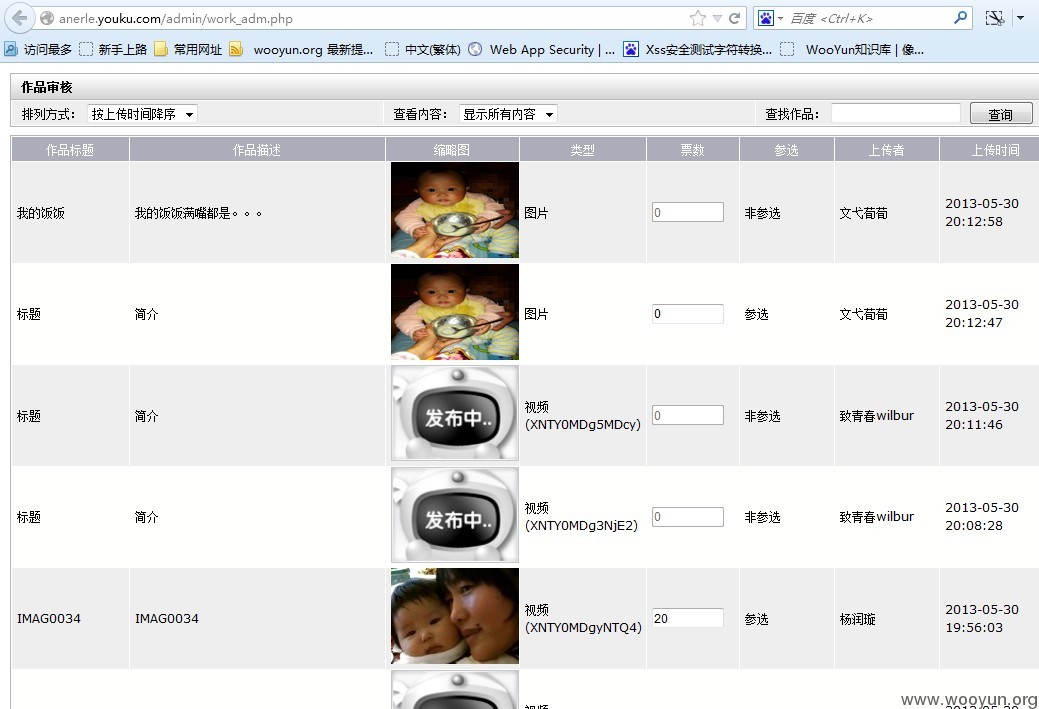 anerle.youku.com/admin/work_adm.php
百度 <Ctrl+K>
访问最多 新手上路 常用网址 wooyun.org 最新提... 中文(繁体) Web App Security | ... Xss安全测试字符转换... WooYun知识库 | 像...
作品审核
排列方式： 按上传时间降序 查看内容： 显示所有内容 查找作品： 查询
作品标题 作品描述 缩略图 类型 票数 参选 上传者 上传时间
我的饭饭 我的饭饭满嘴都是。。。 图片 0 非参选 文弋萄萄 2013-05-30
20:12:58
标题 简介 图片 0 参选 文弋萄萄 2013-05-30
20:12:47
标题 简介 发布中.. 视频 0 非参选 致青春wilbur 2013-05-30
(XNTY0MDg5MDcy) 20:11:46
标题 简介 发布中.. 视频 0 非参选 致青春wilbur 2013-05-30
(XNTY0MDg3NjE2) 20:08:28
IMAG0034 IMAG0034 视频 20 参选 杨润璇 2013-05-30
(XNTY0MDgyNTQ4) 19:56:03
www.wooyun.org